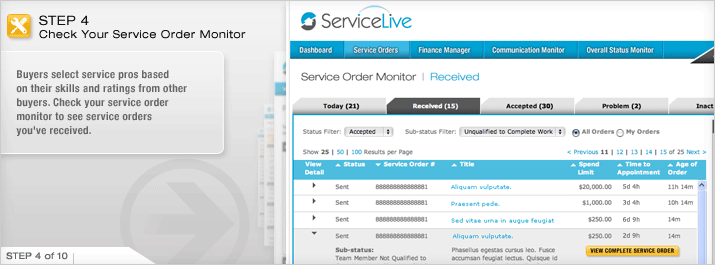 STEP 4
Check Your Service Order Monitor
Buyers select service pros based
on their skills and ratings from other
buyers. Check your service order
monitor to see service orders
you've received.
STEP 4 of 10
ServiceLive
Dashboard Service Orders Finance Manager Communication Monitor Overall Status Monitor
Service Order Monitor | Received
Today (21) Received (15) Accepted (30) Problem (2) Inact
Status Filter: Accepted Sub-status Filter: Unqualified to Complete Work All Orders My Orders
Show 25 | 50 | 100 Results per Page < Previous 11 | 12 | 13 | 14 | 15 of 25 Next >
View Detail Status Service Order # Title Spend Limit Time to Appointment Age of Order
Sent 888888888888881 Aliquam vulputate. $20,000.00 5d 4h 11h 14m
Sent 888888888888881 Praesent pede. $1,000.00 3d 4h 10h 14m
Sent 888888888888881 Sed vitae urna in augue feugiat $250.00 6d 9h 14m
Sent 888888888888881 Aliquam vulputate. $250.00 2d 9h 14m
Sub-status: Phasellus egestas cursus leo. Fusce VIEW COMPLETE SERVICE ORDER
Team Member Not Qualified to accumsan feugiat lectus. Quisque id